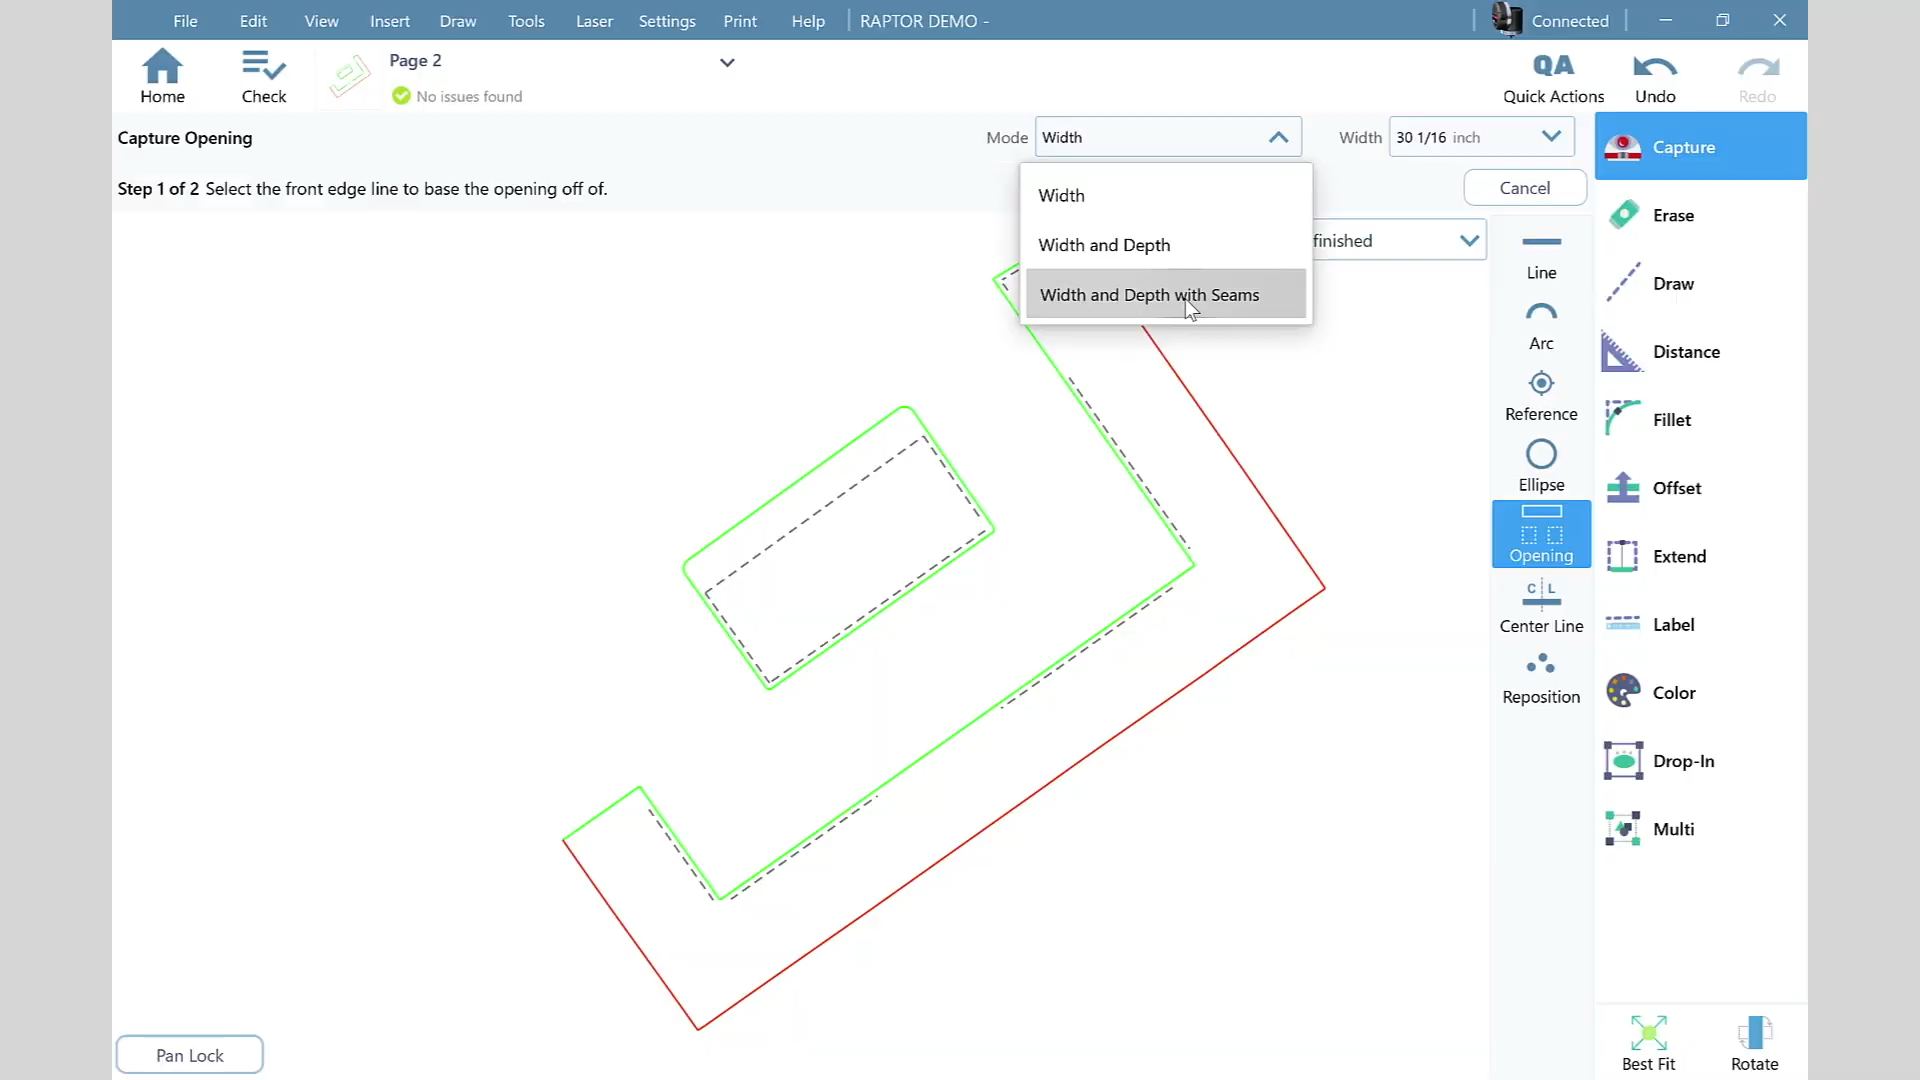 File Edit View Insert Draw Tools Laser Settings Print Help RAPTOR DEMO - Connected
Home
Check
Page 2
No issues found
QA
Quick Actions
Undo
Redo
Capture Opening
Mode Width
Width 30 1/16 inch
Step 1 of 2 Select the front edge line to base the opening off of.
Cancel
Width
Width and Depth
Width and Depth with Seams
finished
Line
Arc
Reference
Ellipse
Opening
C L
Center Line
Reposition
Capture
Erase
Draw
Distance
Fillet
Offset
Extend
Label
Color
Drop-In
Multi
Pan Lock
Best Fit
Rotate